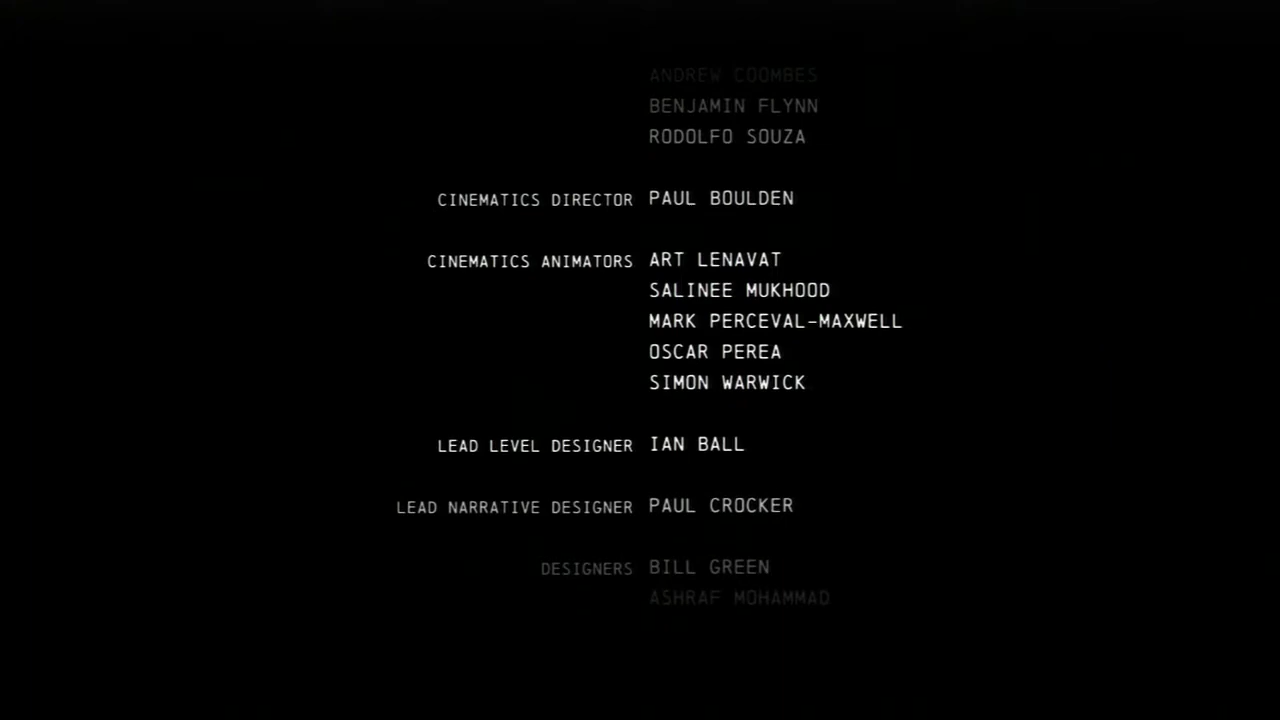 ANDREW COOMBES
BENJAMIN FLYNN
RODOLFO SOUZA
CINEMATICS DIRECTOR PAUL BOULDEN
CINEMATICS ANIMATORS ART LENAVAT
SALINEE MUKHOOD
MARK PERCEVAL-MAXWELL
OSCAR PEREA
SIMON WARWICK
LEAD LEVEL DESIGNER IAN BALL
LEAD NARRATIVE DESIGNER PAUL CROCKER
DESIGNERS BILL GREEN
ASHRAF MOHAMMAD